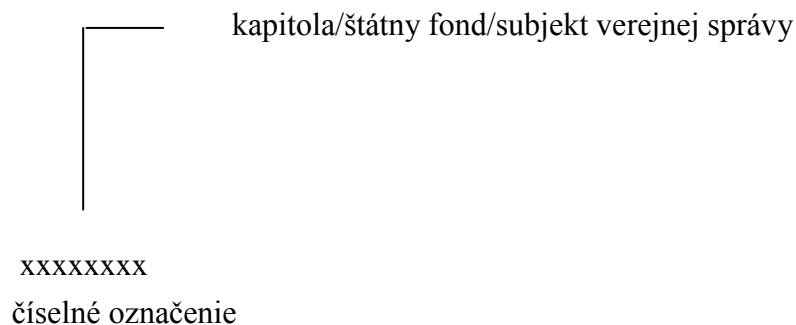 kapitola/štátny fond/subjekt verejnej správy
xxxxxxxx
číselné označenie